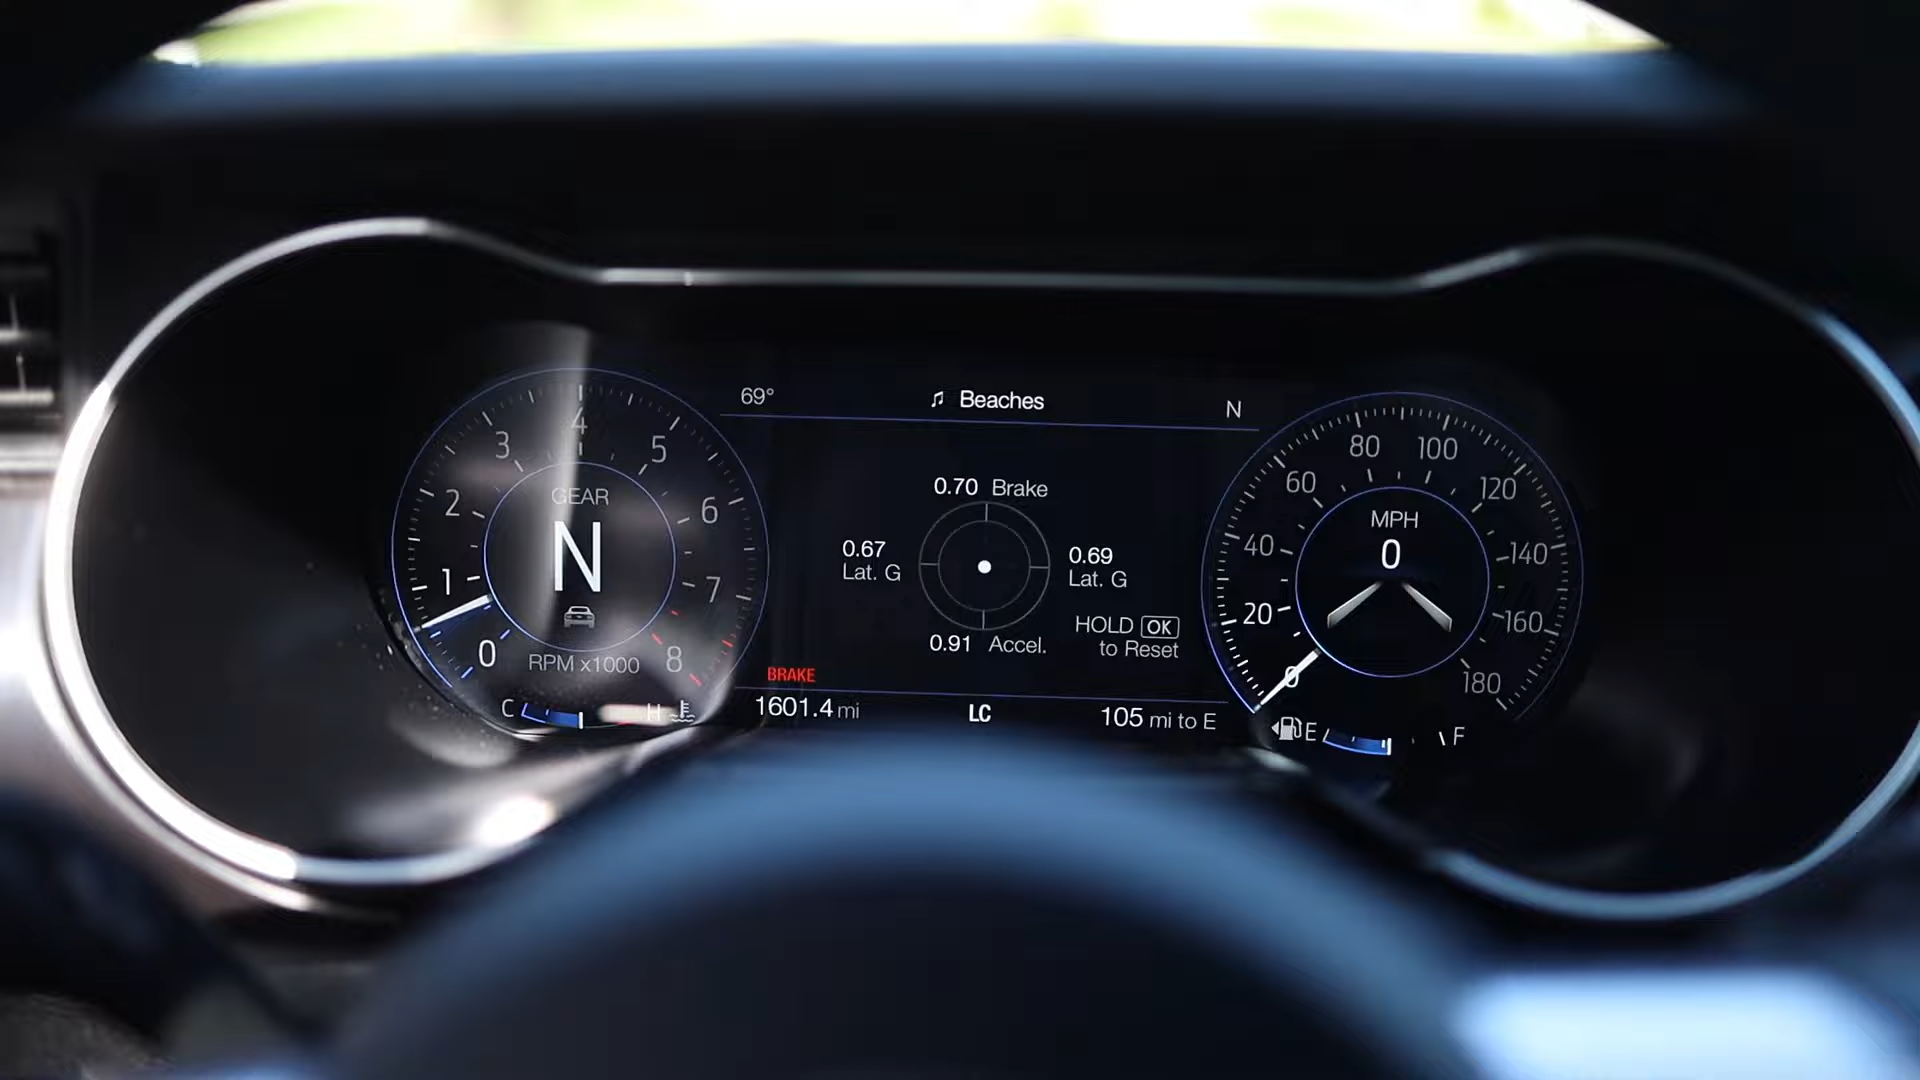 69°
♫ Beaches
N
0
1
2
3
4
5
6
7
8
GEAR
N
RPM x1000
C
H
0.70 Brake
0.67
Lat. G
0.69
Lat. G
0.91 Accel.
HOLD OK
to Reset
BRAKE
1601.4 mi
LC
105 mi to E
0
20
40
60
80
100
120
140
160
180
MPH
0
E
F